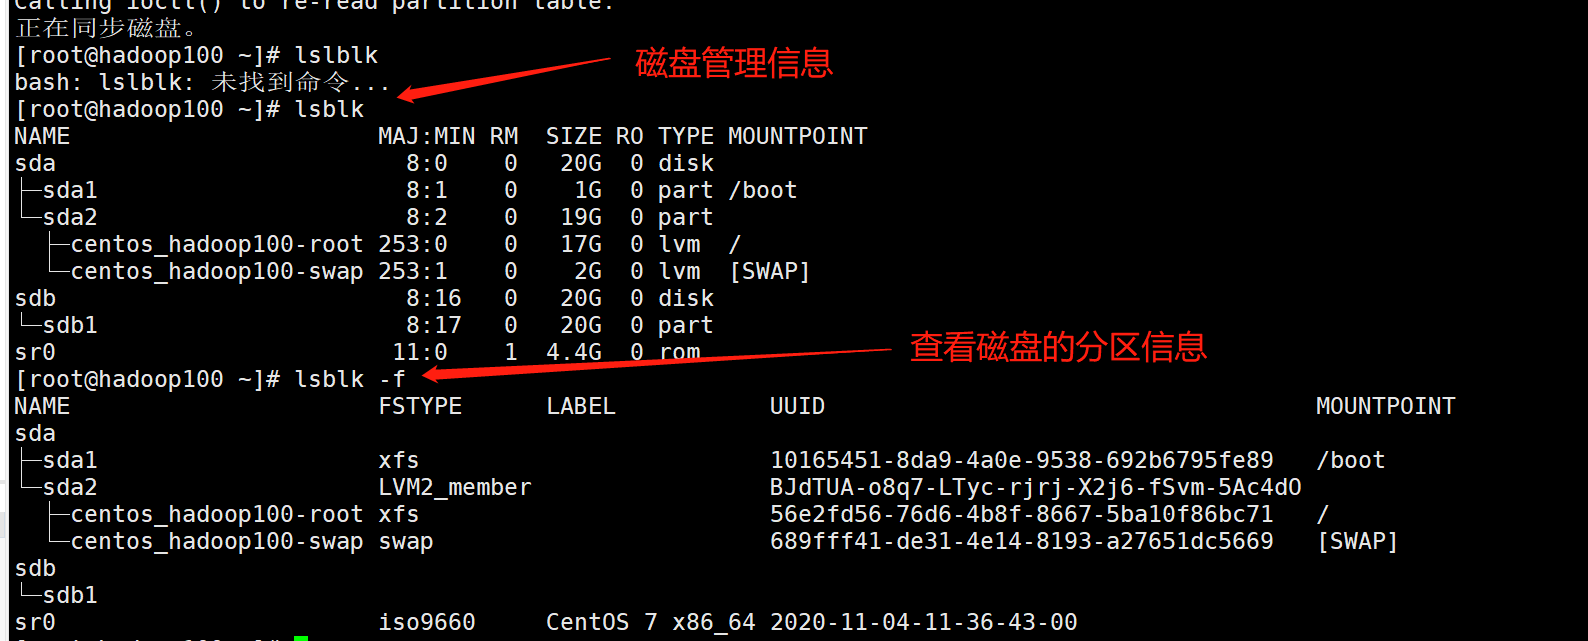 Calling ioctl() to re-read partition table.
正在同步磁盘。
[root@hadoop100 ~]# lslblk
磁盘管理信息
bash: lslblk: 未找到命令...
[root@hadoop100 ~]# lsblk
NAME MAJ:MIN RM SIZE RO TYPE MOUNTPOINT
sda 8:0 0 20G 0 disk
├─sda1 8:1 0 1G 0 part /boot
└─sda2 8:2 0 19G 0 part
├─centos_hadoop100-root 253:0 0 17G 0 lvm /
└─centos_hadoop100-swap 253:1 0 2G 0 lvm [SWAP]
sdb 8:16 0 20G 0 disk
└─sdb1 8:17 0 20G 0 part
sr0 11:0 1 4.4G 0 rom
查看磁盘的分区信息
[root@hadoop100 ~]# lsblk -f
NAME FSTYPE LABEL UUID MOUNTPOINT
sda
├─sda1 xfs 10165451-8da9-4a0e-9538-692b6795fe89 /boot
└─sda2 LVM2_member BJdTUA-o8q7-LTyc-rjrj-X2j6-fSvm-5Ac4dO
├─centos_hadoop100-root xfs 56e2fd56-76d6-4b8f-8667-5ba10f86bc71 /
└─centos_hadoop100-swap swap 689fff41-de31-4e14-8193-a27651dc5669 [SWAP]
sdb
└─sdb1
sr0 iso9660 CentOS 7 x86_64 2020-11-04-11-36-43-00